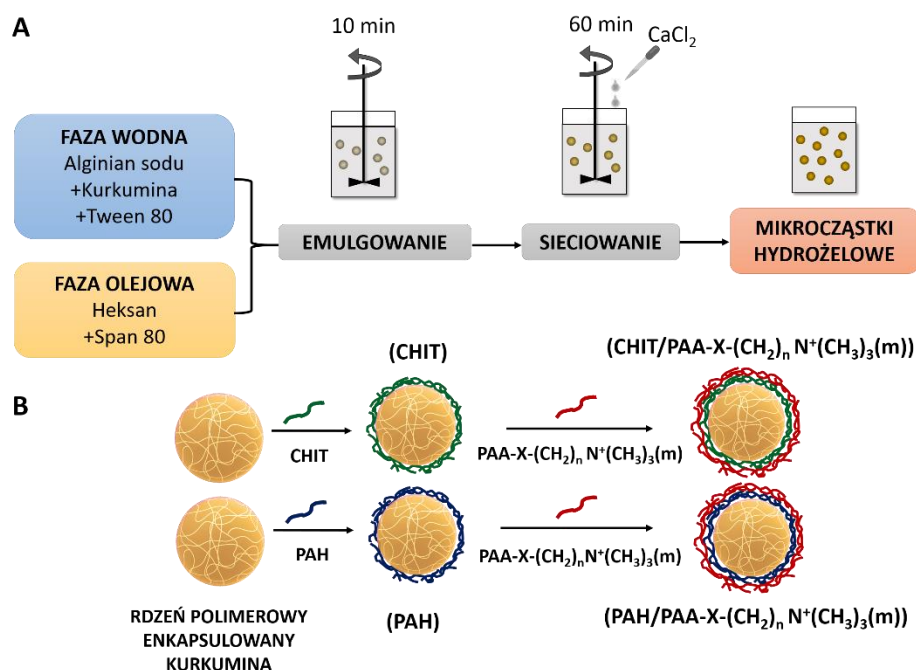 A
10 min
60 min
CaCl₂
FAZA WODNA
Alginian sodu
+Kurkumina
+Tween 80
FAZA OLEJOWA
Heksan
+Span 80
EMULGOWANIE
SIECIOWANIE
MIKROCZĄSTKI
HYDROŻELOWE
B
(CHIT)
(CHIT/PAA-X-(CH₂)ₙ N⁺(CH₃)₃(m))
CHIT
PAA-X-(CH₂)ₙ N⁺(CH₃)₃(m)
PAH
PAA-X-(CH₂)ₙN⁺(CH₃)₃(m)
RDZEŃ POLIMEROWY
ENKAPSULOWANY
KURKUMINA
(PAH)
(PAH/PAA-X-(CH₂)ₙ N⁺(CH₃)₃(m))